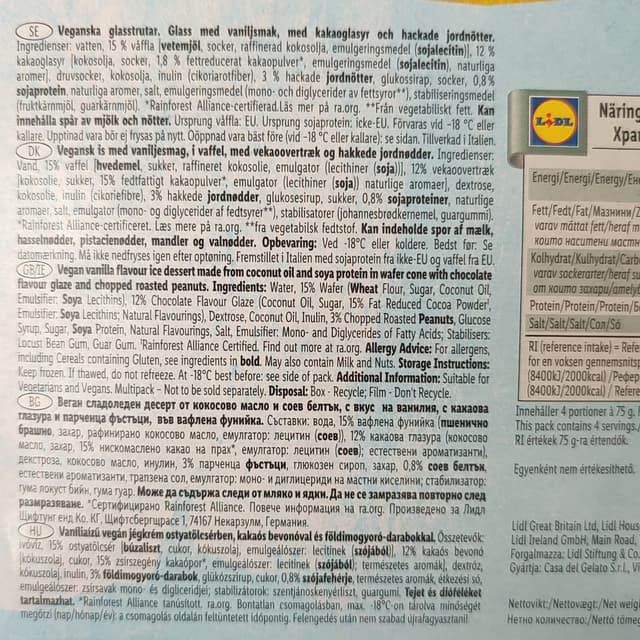 SE Veganska glasstrutar. Glass med vaniljsmak, med kakaoglasyr och hackade jordnötter.
Ingredienser: vatten, 15 % våffla [vetemjöl, socker, raffinerad kokosolja, emulgeringsmedel (sojalecitin)], 12 %
kakaoglasyr [kokosolja, socker, 1,8 % fettreducerat kakaopulver*, emulgeringsmedel (sojalecitin), naturliga
aromer], druvsocker, kokosolja, inulin (cikoriarotfiber), 3 % hackade jordnötter, glukossirap, socker, 0,8 %
sojaprotein, naturliga aromer, salt, emulgeringsmedel (mono- och diglycerider av fettsyror**), stabiliseringsmedel
(fruktkärnmjöl, guarkärnmjöl). *Rainforest Alliance-certifierad. Läs mer på ra.org. **Från vegetabiliskt fett. Kan
innehålla spår av mjölk och nötter. Ursprung våffla: EU. Ursprung sojaprotein: icke-EU. Förvaras vid -18 °C eller
kallare. Upptinad vara bör ej frysas på nytt. Oöppnad vara bäst före (vid -18 °C eller kallare): se sidan. Tillverkad i Italien.
DK Vegansk is med vaniljesmag, i vaffel, med vekaoovertræk og hakkede jordnødder. Ingredienser:
Vand, 15% vaffel [hvedemel, sukker, raffineret kokosolie, emulgator (lecithiner (soja))], 12% vekaoovertræk
[kokosolie, sukker, 15% fedtfattigt kakaopulver*, emulgator (lecithiner (soja)) naturlige aromaer], dextrose,
kokosolie, inulin (cikoriefibre), 3% hakkede jordnødder, glukosesirup, sukker, 0,8% sojaproteiner, naturlige
aromaer, salt, emulgator (mono- og diglycerider af fedtsyrer**), stabilisatorer (johannesbrødkernemel, guargummi).
*Rainforest Alliance-certificeret. Læs mere på ra.org. **fra vegetabilsk fedtstof. Kan indeholde spor af mælk,
hasselnødder, pistacienødder, mandler og valnødder. Opbevaring: Ved -18°C eller koldere. Bedst før: Se
datomærkning. Må ikke nedfryses igen efter optøning. Fremstillet i Italien med sojaprotein fra ikke-EU og vaffel fra EU.
GB/IE Vegan vanilla flavour ice dessert made from coconut oil and soya protein in wafer cone with chocolate
flavour glaze and chopped roasted peanuts. Ingredients: Water, 15% Wafer (Wheat Flour, Sugar, Coconut Oil,
Emulsifier: Soya Lecithins), 12% Chocolate Flavour Glaze (Coconut Oil, Sugar, 15% Fat Reduced Cocoa Powder¹,
Emulsifier: Soya Lecithins; Natural Flavourings), Dextrose, Coconut Oil, Inulin, 3% Chopped Roasted Peanuts, Glucose
Syrup, Sugar, Soya Protein, Natural Flavourings, Salt, Emulsifier: Mono- and Diglycerides of Fatty Acids; Stabilisers:
Locust Bean Gum, Guar Gum. ¹Rainforest Alliance Certified. Find out more at ra.org. Allergy Advice: For allergens,
including Cereals containing Gluten, see ingredients in bold. May also contain Milk and Nuts. Storage Instructions:
Keep frozen. If thawed, do not refreeze. At -18°C best before: see side of pack. Additional Information: Suitable for
Vegetarians and Vegans. Multipack – Not to be sold separately. Disposal: Box - Recycle; Film - Don't Recycle.
BG Веган сладоледен десерт от кокосово масло и соев белтък, с вкус на ванилия, с какаова
глазура и парченца фъстъци, във вафлена фунийка. Съставки: вода, 15% вафлена фунийка (пшенично
брашно, захар, рафинирано кокосово масло, емулгатор: лецитин (соев)), 12% какаова глазура (кокосово
масло, захар, 15% нискомаслено какао на прах*, емулгатор: лецитин (соев); естествени ароматизанти),
декстроза, кокосово масло, инулин, 3% парченца фъстъци, глюкозен сироп, захар, 0,8% соев белтък,
естествени ароматизанти, трапезна сол, емулгатор: моно- и диглицериди на мастни киселини; стабилизатор:
гума локуст бийн, гума гуар. Може да съдържа следи от мляко и ядки. Да не се замразява повторно след
размразяване. *Сертифицирано Rainforest Alliance. Повече информация на ra.org. Произведено за Лидл
Щифтунг енд Ко. КГ, Щифтсбергщрасе 1, 74167 Некарзулм, Германия.
HU Vaníliaízű vegán jégkrém ostyatölcsérben, kakaós bevonóval és földimogyoró-darabokkal. Összetevők:
ivóvíz, 15% ostyatölcsér [búzaliszt, cukor, kókuszolaj, emulgeálószer: lecitinek (szójából)], 12% kakaós bevonó
[kókuszolaj, cukor, 15% zsírszegény kakaópor*, emulgeálószer: lecitinek (szójából); természetes aromák], dextróz,
kókuszolaj, inulin, 3% földimogyoró-darabok, glükózszirup, cukor, 0,8% szójafehérje, természetes aromák, étkezési só,
emulgeálószer: zsírsavak mono- és digliceridjei; stabilizátorok: szentjánoskenyérliszt, guargumi. Tejet és dióféléket
tartalmazhat. *Rainforest Alliance tanúsított. ra.org. Bontatlan csomagolásban, max. -18°C-on tárolva minőségét
megőrzi (nap/hónap/év): a csomagolás oldalán feltüntetett időpontig. Felengedés után nem szabad újrafagyasztani!
LIDL
Näring
Хра
Energi/Energi/Energy/Ен
Fett/Fedt/Fat/Мазнини/
varav mättat fett/heraf
които наситени маст
Kolhydrat/Kulhydrat/Carb
varav sockerarter/heraf s
от които захари/amely
Protein/Protein/Protein/
Salt/Salt/Salt/Сол/Só
RI (reference intake) = Refe
for en voksen gennemsnits
(8400kJ/2000kcal) / Рефер
(8400kJ/2000kcal) / Refere
Innehåller 4 portioner à 75 g.
This pack contains 4 servings.
RI értékek 75 g-ra értendők.
Egyenként nem értékesíthető.
Lidl Great Britain Ltd, Lidl Hous
Lidl Ireland GmbH, Main Road,
Forgalmazza: Lidl Stiftung & Co.
Gyártja: Casa del Gelato S.r.l.,
Nettovikt:/Nettovægt:/Net weigh
Нетно количество:/Nettó töme